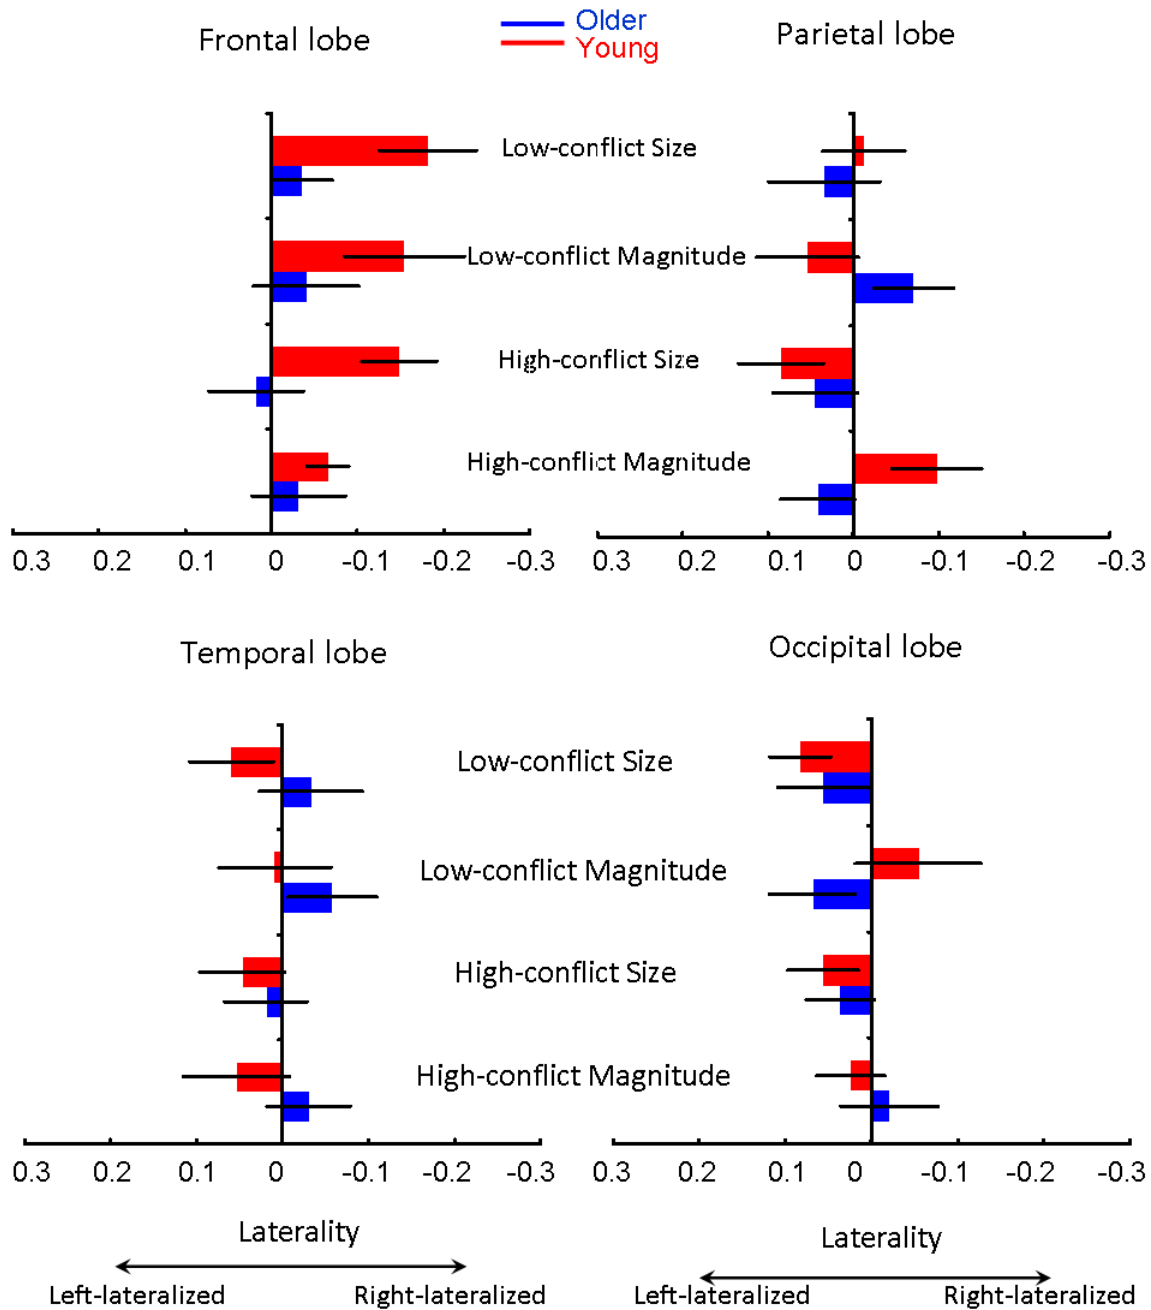 Frontal lobe
Older
Young
Parietal lobe
Low-conflict Size
Low-conflict Magnitude
High-conflict Size
High-conflict Magnitude
0.3 0.2 0.1 0 -0.1 -0.2 -0.3
0.3 0.2 0.1 0 -0.1 -0.2 -0.3
Temporal lobe
Occipital lobe
Low-conflict Size
Low-conflict Magnitude
High-conflict Size
High-conflict Magnitude
0.3 0.2 0.1 0 -0.1 -0.2 -0.3
0.3 0.2 0.1 0 -0.1 -0.2 -0.3
Laterality
Left-lateralized Right-lateralized
Laterality
Left-lateralized Right-lateralized